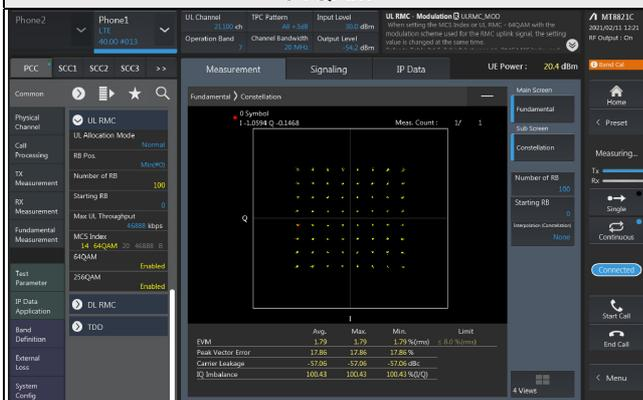 Phone2
Phone1
LTE
40.00 #013
UL Channel
21100 ch
TPC Pattern
All +3dB
Input Level
30.0 dBm
Operation Band
7
Channel Bandwidth
20 MHz
Output Level
-54.2 dBm
UL RMC - Modulation ULRMC_MOD
When setting the MCS Index at UL RMC - 64QAM with the
modulation scheme used for the RMC uplink signal, the setting
value is changed at the same time.
MT8821C
2021/02/11 12:21
RF Output : On
PCC
SCC1
SCC2
SCC3
>>
Measurement
Signaling
IP Data
UE Power : 20.4 dBm
Band Cal
Common
Physical
Channel
Call
Processing
TX
Measurement
RX
Measurement
Fundamental
Measurement
Test
Parameter
IP Data
Application
Band
Definition
External
Loss
System
Config
UL RMC
UL Allocation Mode
Normal
RB Pos.
Min(#0)
Number of RB
100
Starting RB
0
Max UL Throughput
46888 kbps
MCS Index
14 64QAM 20 46888 B
64QAM
Enabled
256QAM
Enabled
DL RMC
TDD
Fundamental > Constellation
0 Symbol
I -1.0594 Q -0.1468
Meas. Count : 1/ 1
Q
I
Avg. Max. Min. Limit
EVM 1.79 1.79 1.79 %(rms) ≤ 8.0 %(rms)
Peak Vector Error 17.86 17.86 17.86 %
Carrier Leakage -57.06 -57.06 -57.06 dBc
IQ Imbalance 100.43 100.43 100.43 %(I/Q)
Main Screen
Fundamental
Sub Screen
Constellation
Number of RB
100
Starting RB
0
Interpolation (Constellation)
None
4 Views
Home
< Preset
Measuring...
Tx
Rx
Single
Continuous
Connected
Start Call
End Call
< Menu